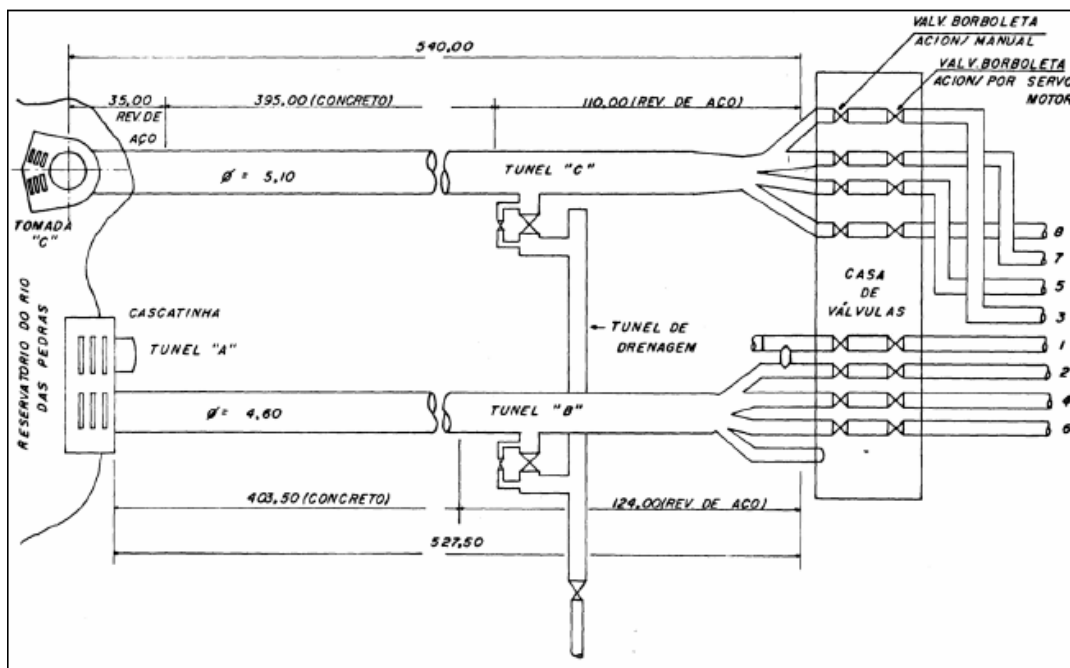 VALV. BORBOLETA
ACION/ MANUAL
VALV. BORBOLETA
ACION/ POR SERVO
MOTOR
540,00
35,00
REV. DE
AÇO
395,00 (CONCRETO)
110,00 (REV. DE AÇO)
TUNEL "C"
Ø = 5,10
TOMADA
"C"
8
7
5
3
1
2
4
6
CASA
DE
VÁLVULAS
RESERVATORIO DO RIO
DAS PEDRAS
CASCATINHA
TUNEL "A"
TUNEL DE
DRENAGEM
Ø = 4,60
TUNEL "B"
403,50 (CONCRETO)
124,00 (REV. DE AÇO)
527,50